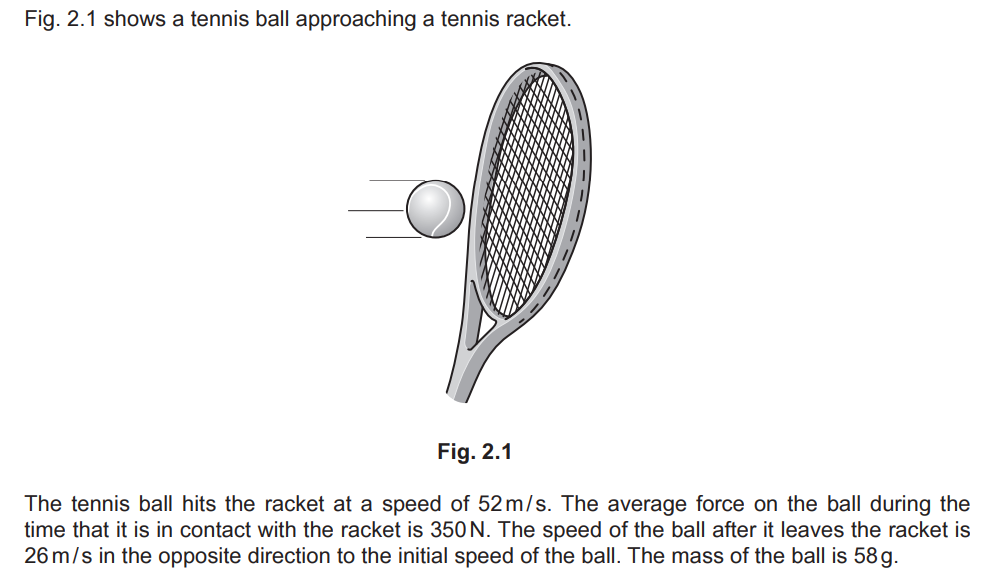 Fig. 2.1 shows a tennis ball approaching a tennis racket.
Fig. 2.1
The tennis ball hits the racket at a speed of 52 m/s. The average force on the ball during the
time that it is in contact with the racket is 350 N. The speed of the ball after it leaves the racket is
26 m/s in the opposite direction to the initial speed of the ball. The mass of the ball is 58 g.